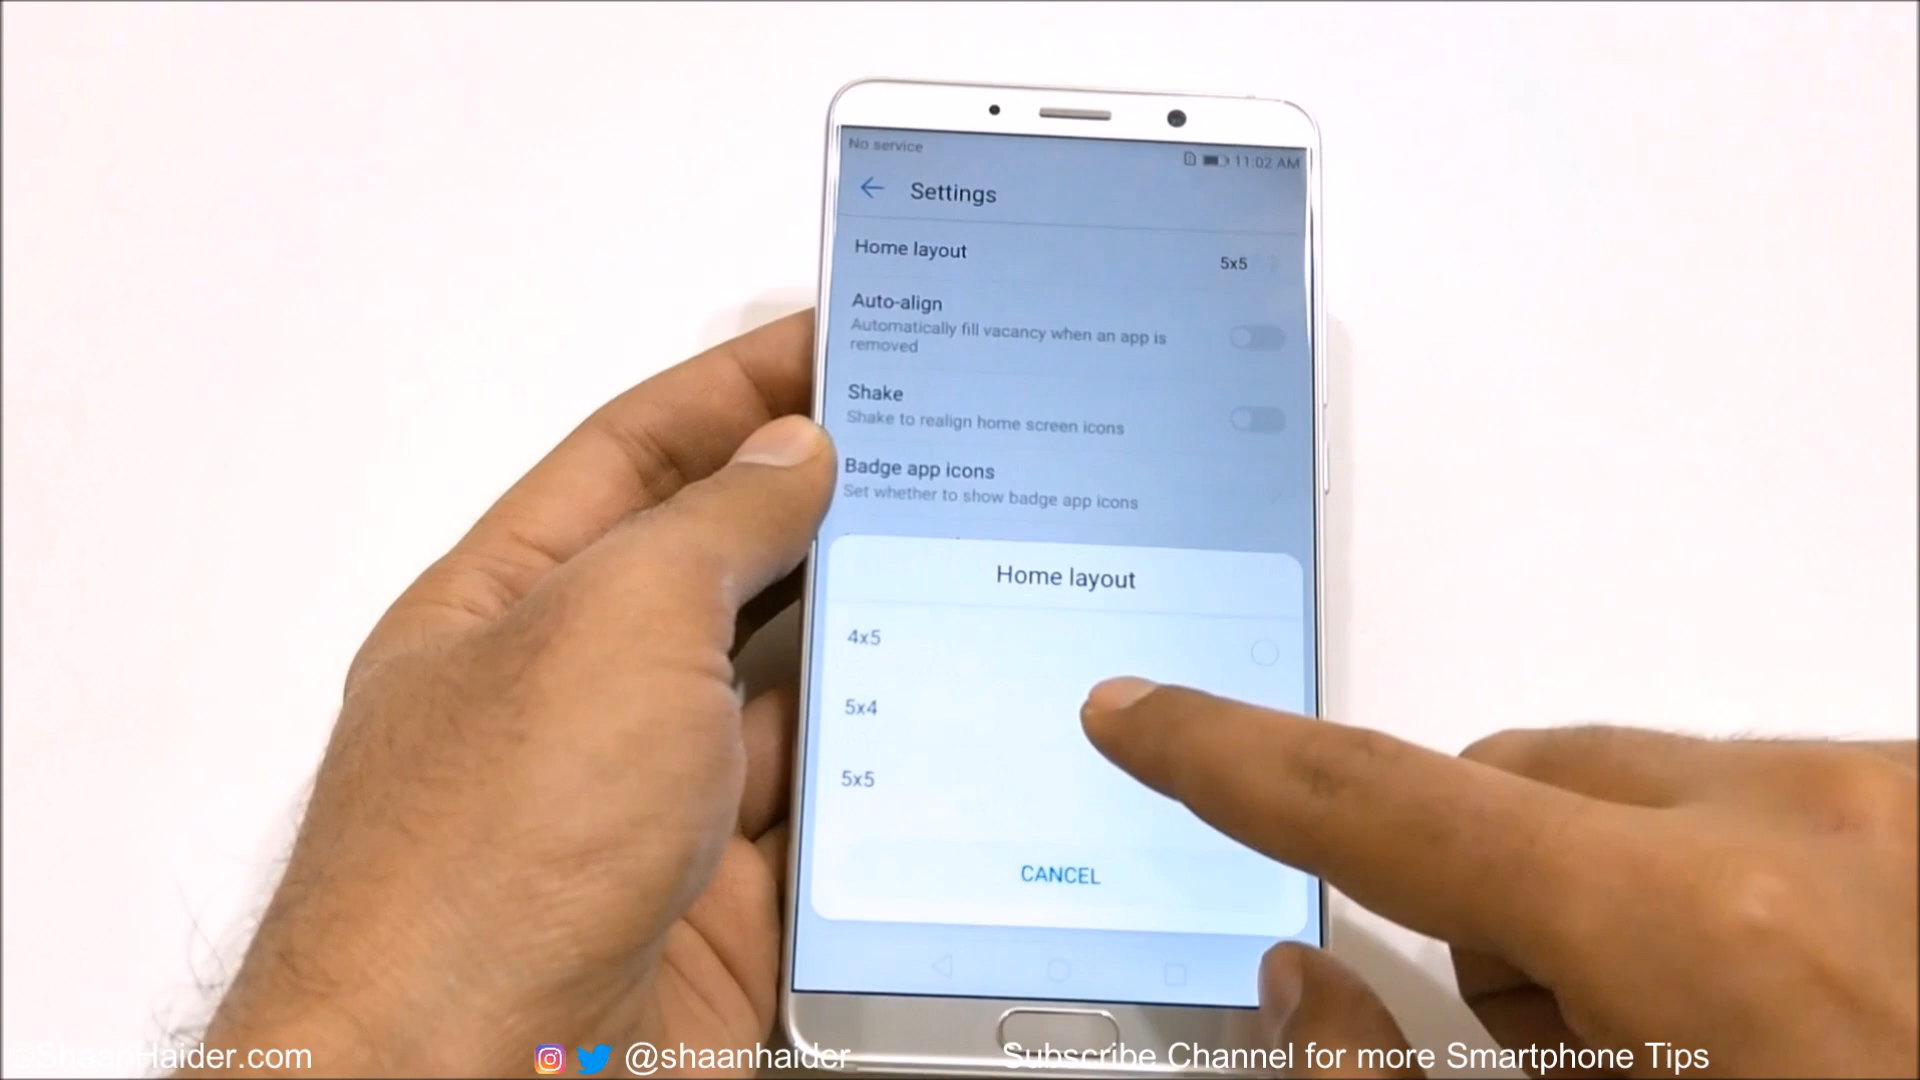 No service
11:02 AM
Settings
Home layout
5x5
Auto-align
Automatically fill vacancy when an app is
removed
Shake
Shake to realign home screen icons
Badge app icons
Set whether to show badge app icons
Home layout
4x5
5x4
5x5
CANCEL
©ShaanHaider.com
@shaanhaider
Subscribe Channel for more Smartphone Tips